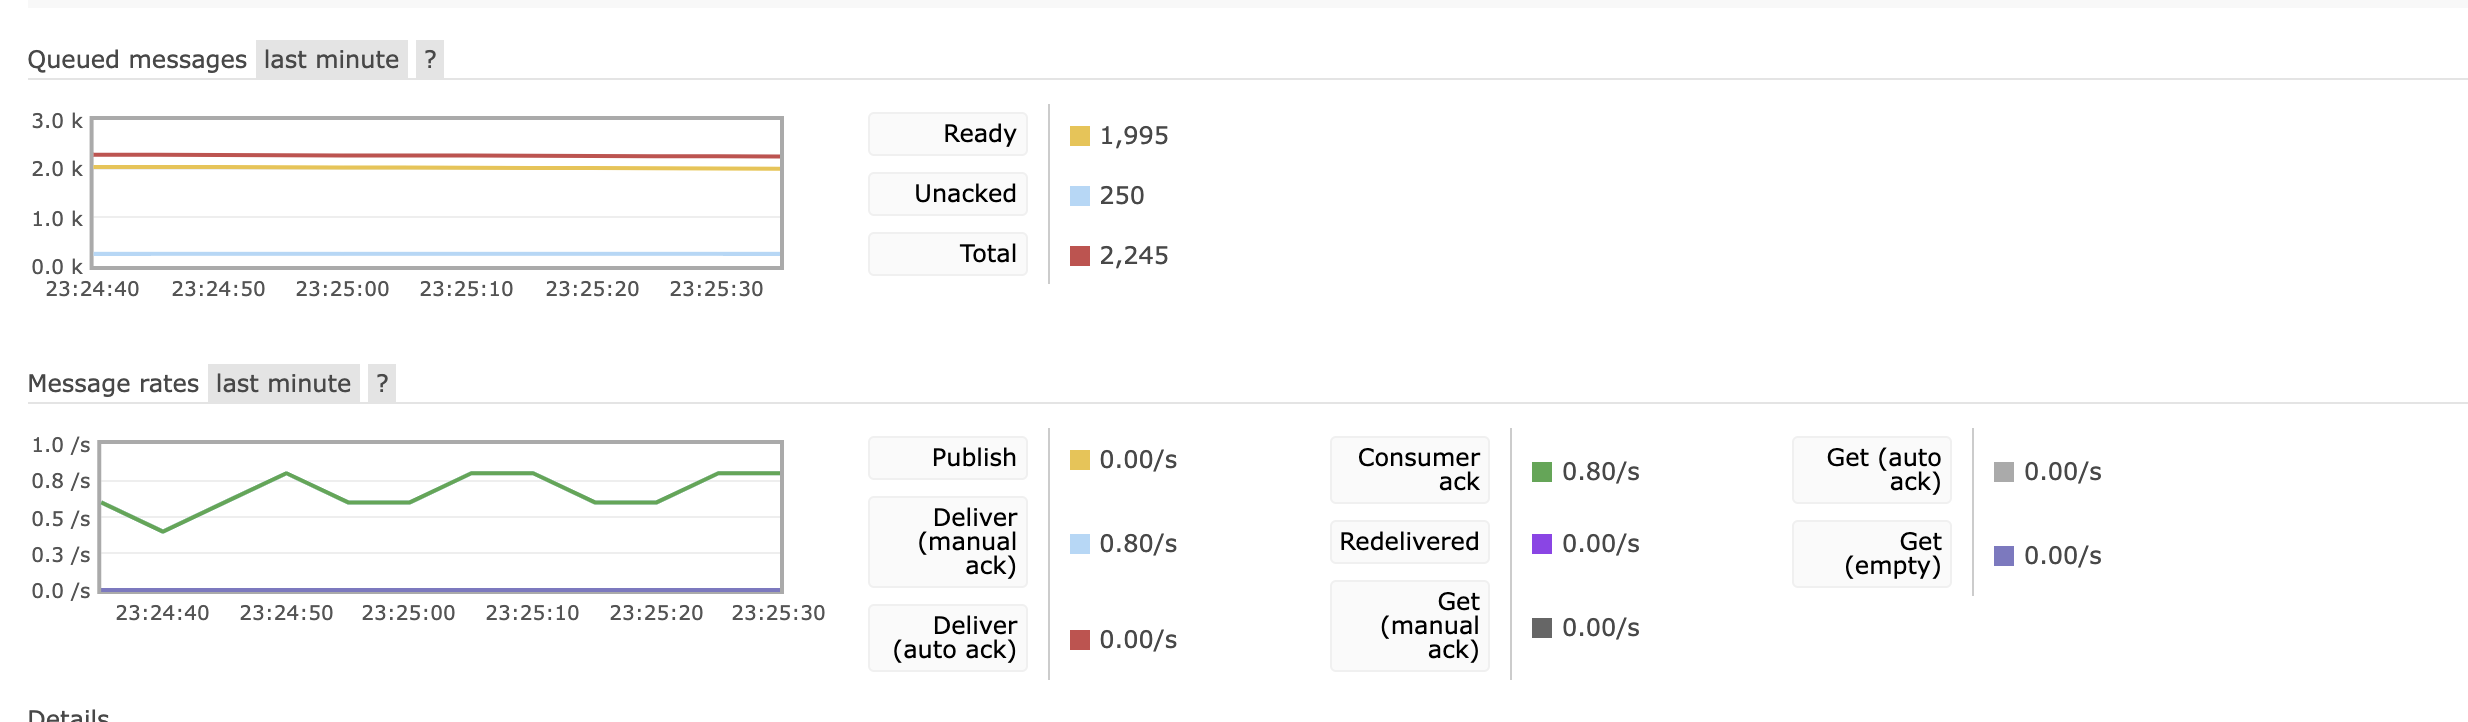 Queued messages last minute ?
3.0 k
2.0 k
1.0 k
0.0 k
23:24:40 23:24:50 23:25:00 23:25:10 23:25:20 23:25:30
Ready 1,995
Unacked 250
Total 2,245
Message rates last minute ?
1.0 /s
0.8 /s
0.5 /s
0.3 /s
0.0 /s
23:24:40 23:24:50 23:25:00 23:25:10 23:25:20 23:25:30
Publish 0.00/s
Deliver
(manual 0.80/s
ack)
Deliver
(auto ack) 0.00/s
Consumer
ack 0.80/s
Redelivered 0.00/s
Get
(manual 0.00/s
ack)
Get (auto
ack) 0.00/s
Get
(empty) 0.00/s
Details